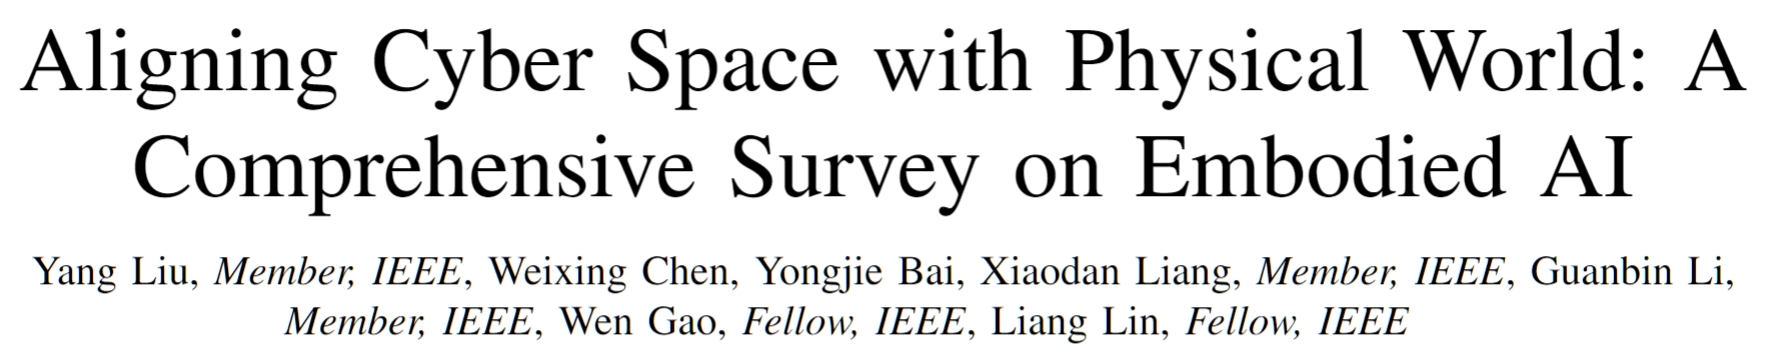 Aligning Cyber Space with Physical World: A
Comprehensive Survey on Embodied AI
Yang Liu, Member, IEEE, Weixing Chen, Yongjie Bai, Xiaodan Liang, Member, IEEE, Guanbin Li,
Member, IEEE, Wen Gao, Fellow, IEEE, Liang Lin, Fellow, IEEE